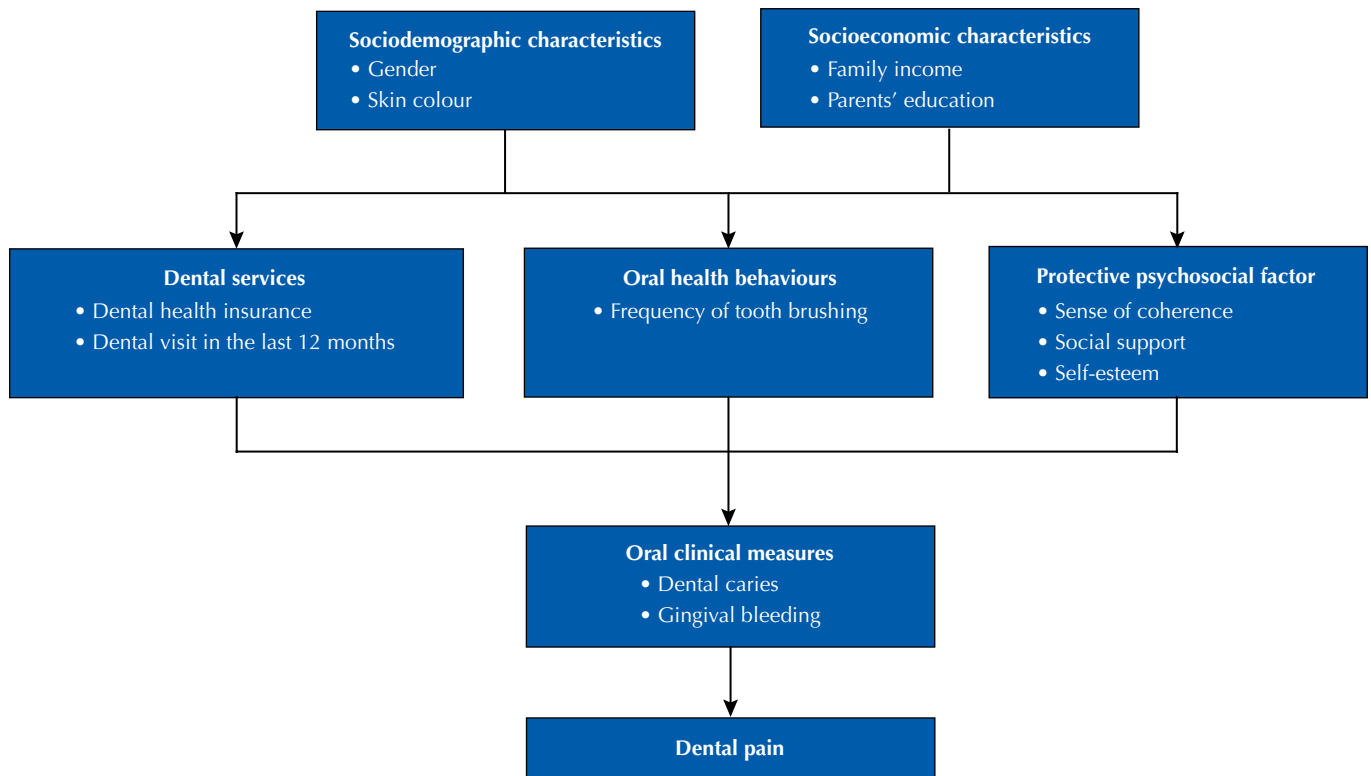 Sociodemographic characteristics
• Gender
• Skin colour
Socioeconomic characteristics
• Family income
• Parents’ education
Dental services
• Dental health insurance
• Dental visit in the last 12 months
Oral health behaviours
• Frequency of tooth brushing
Protective psychosocial factor
• Sense of coherence
• Social support
• Self-esteem
Oral clinical measures
• Dental caries
• Gingival bleeding
Dental pain